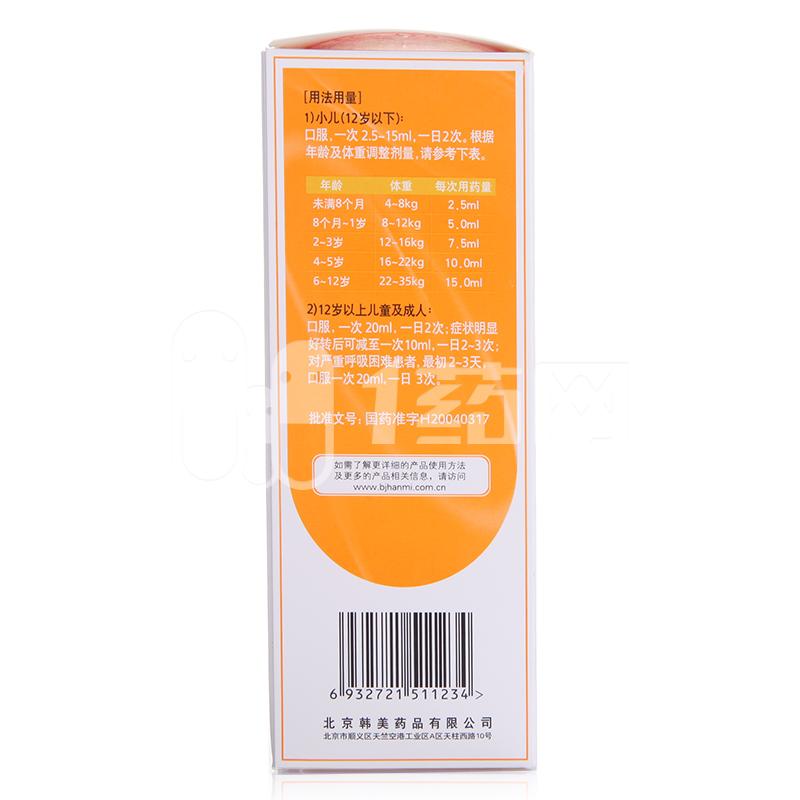 [用法用量]
1)小儿(12岁以下):
口服,一次 2.5~15ml,一日2次。根据
年龄及体重调整剂量,请参考下表。
年龄 体重 每次用药量
未满8个月 4~8kg 2.5ml
8个月~1岁 8~12kg 5.0ml
2~3岁 12~16kg 7.5ml
4~5岁 16~22kg 10.0ml
6~12岁 22~35kg 15.0ml
2)12岁以上儿童及成人:
口服,一次 20ml,一日2次;症状明显
好转后可减至一次10ml,一日2~3次;
对严重呼吸困难患者,最初 2~3天,
口服一次 20ml,一日 3次。
1药网
批准文号: 国药准字H20040317
如需了解更详细的产品使用方法
及更多的产品相关信息,请访问
www.bjhanmi.com.cn
6 932721 511234 >
北京韩美药品有限公司
北京市顺义区天竺空港工业区A区天柱西路10号